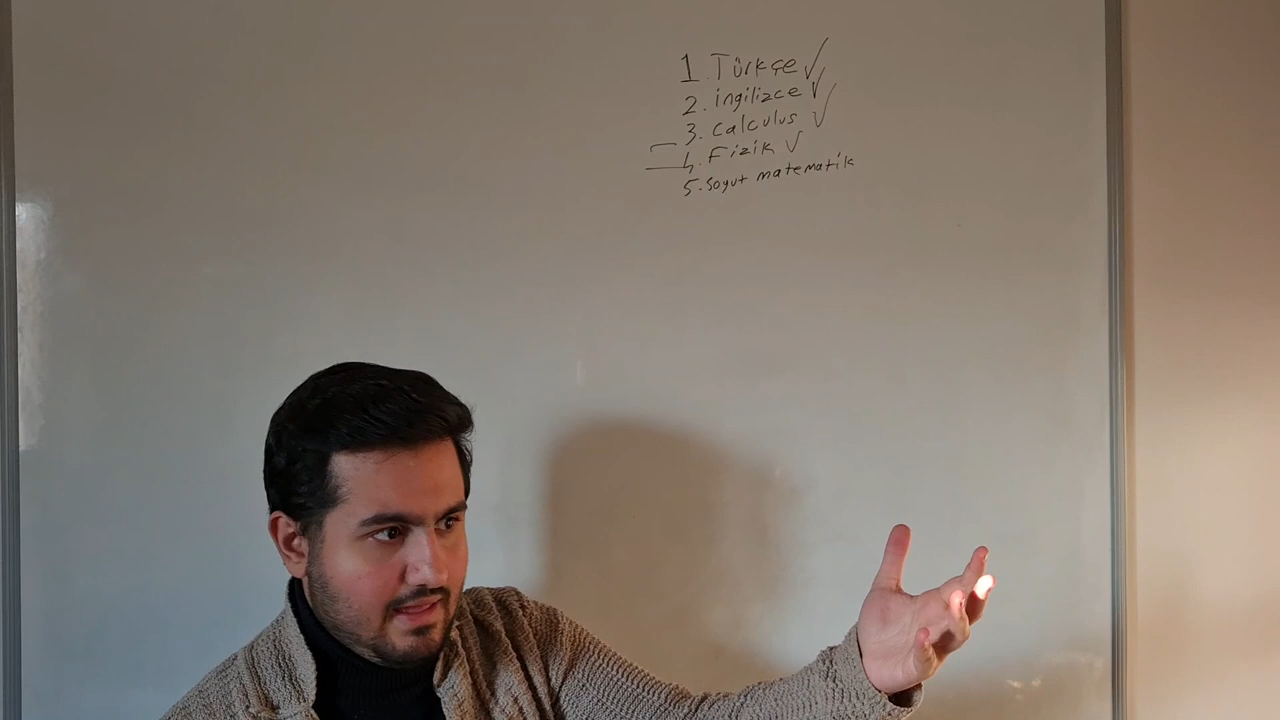 1. Türkçe ✓
2. ingilizce ✓
3. calculus ✓
4. Fizik ✓
5. Soyut matematik